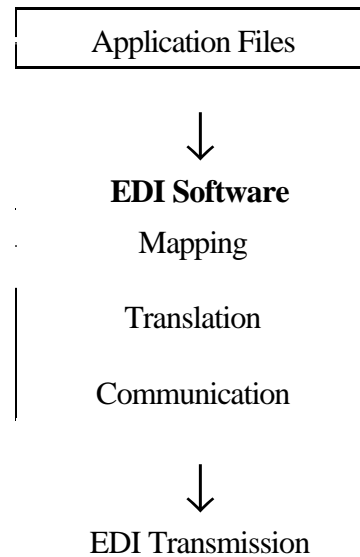 Application Files
EDI Software
Mapping
Translation
Communication
EDI Transmission